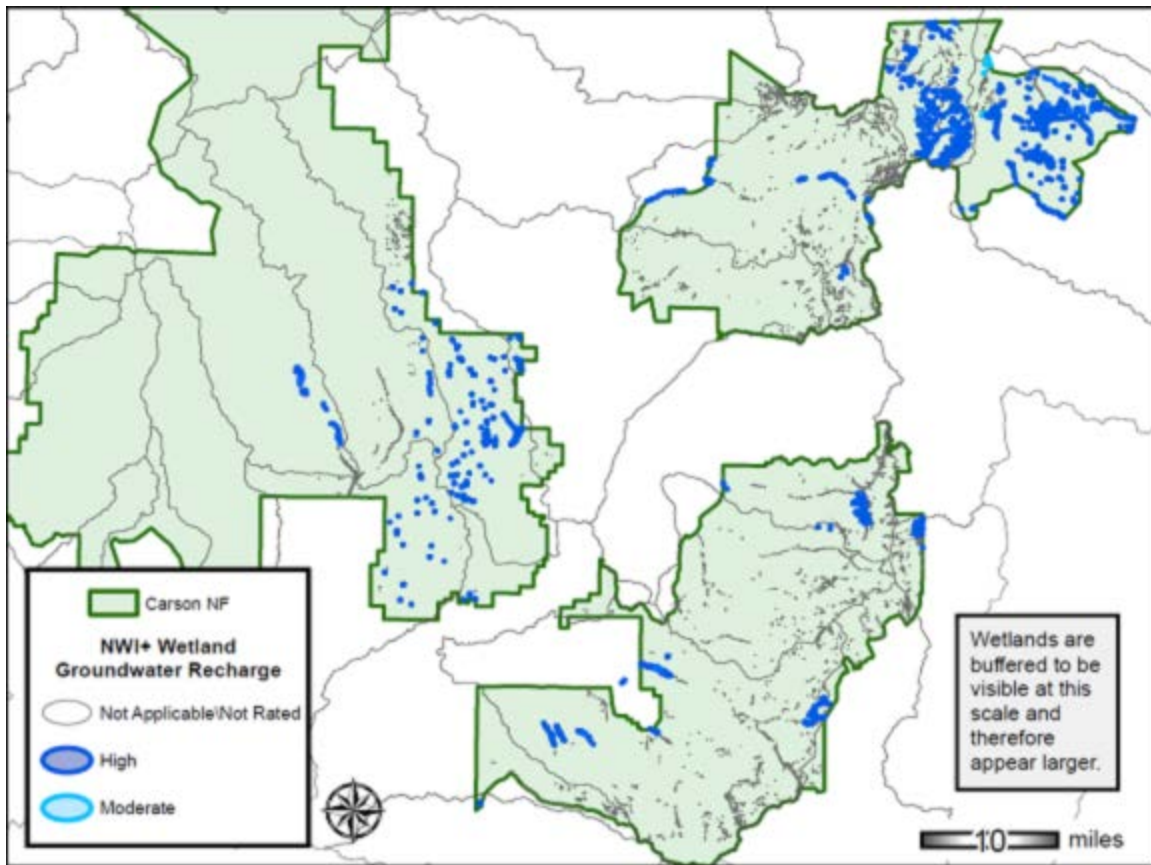 Carson NF
NWI+ Wetland
Groundwater Recharge
Not Applicable\Not Rated
High
Moderate
Wetlands are
buffered to be
visible at this
scale and
therefore
appear larger.
10 miles